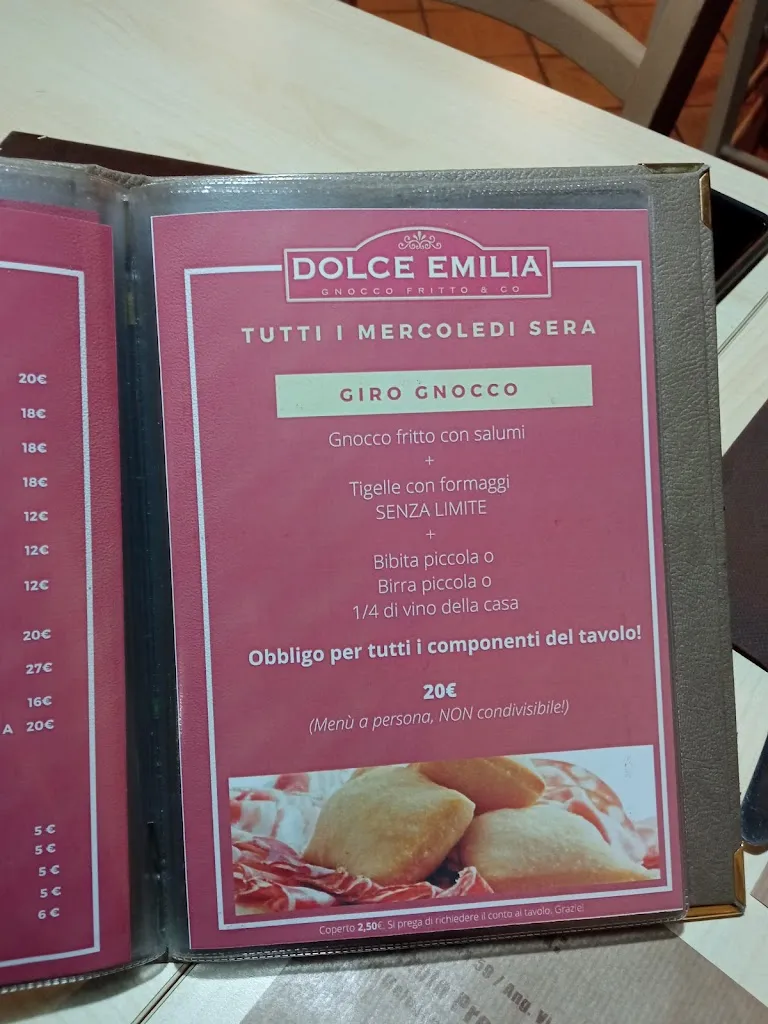 20€
18€
18€
18€
12€
12€
12€
20€
27€
16€
A 20€
5 €
5 €
5 €
5 €
6 €
DOLCE EMILIA
GNOCCO FRITTO & CO
TUTTI I MERCOLEDI SERA
GIRO GNOCCO
Gnocco fritto con salumi
+
Tigelle con formaggi
SENZA LIMITE
+
Bibita piccola o
Birra piccola o
1/4 di vino della casa
Obbligo per tutti i componenti del tavolo!
20€
(Menù a persona, NON condivisibile!)
Coperto 2,50€. Si prega di richiedere il conto al tavolo. Grazie!
59 / Ang. Vi